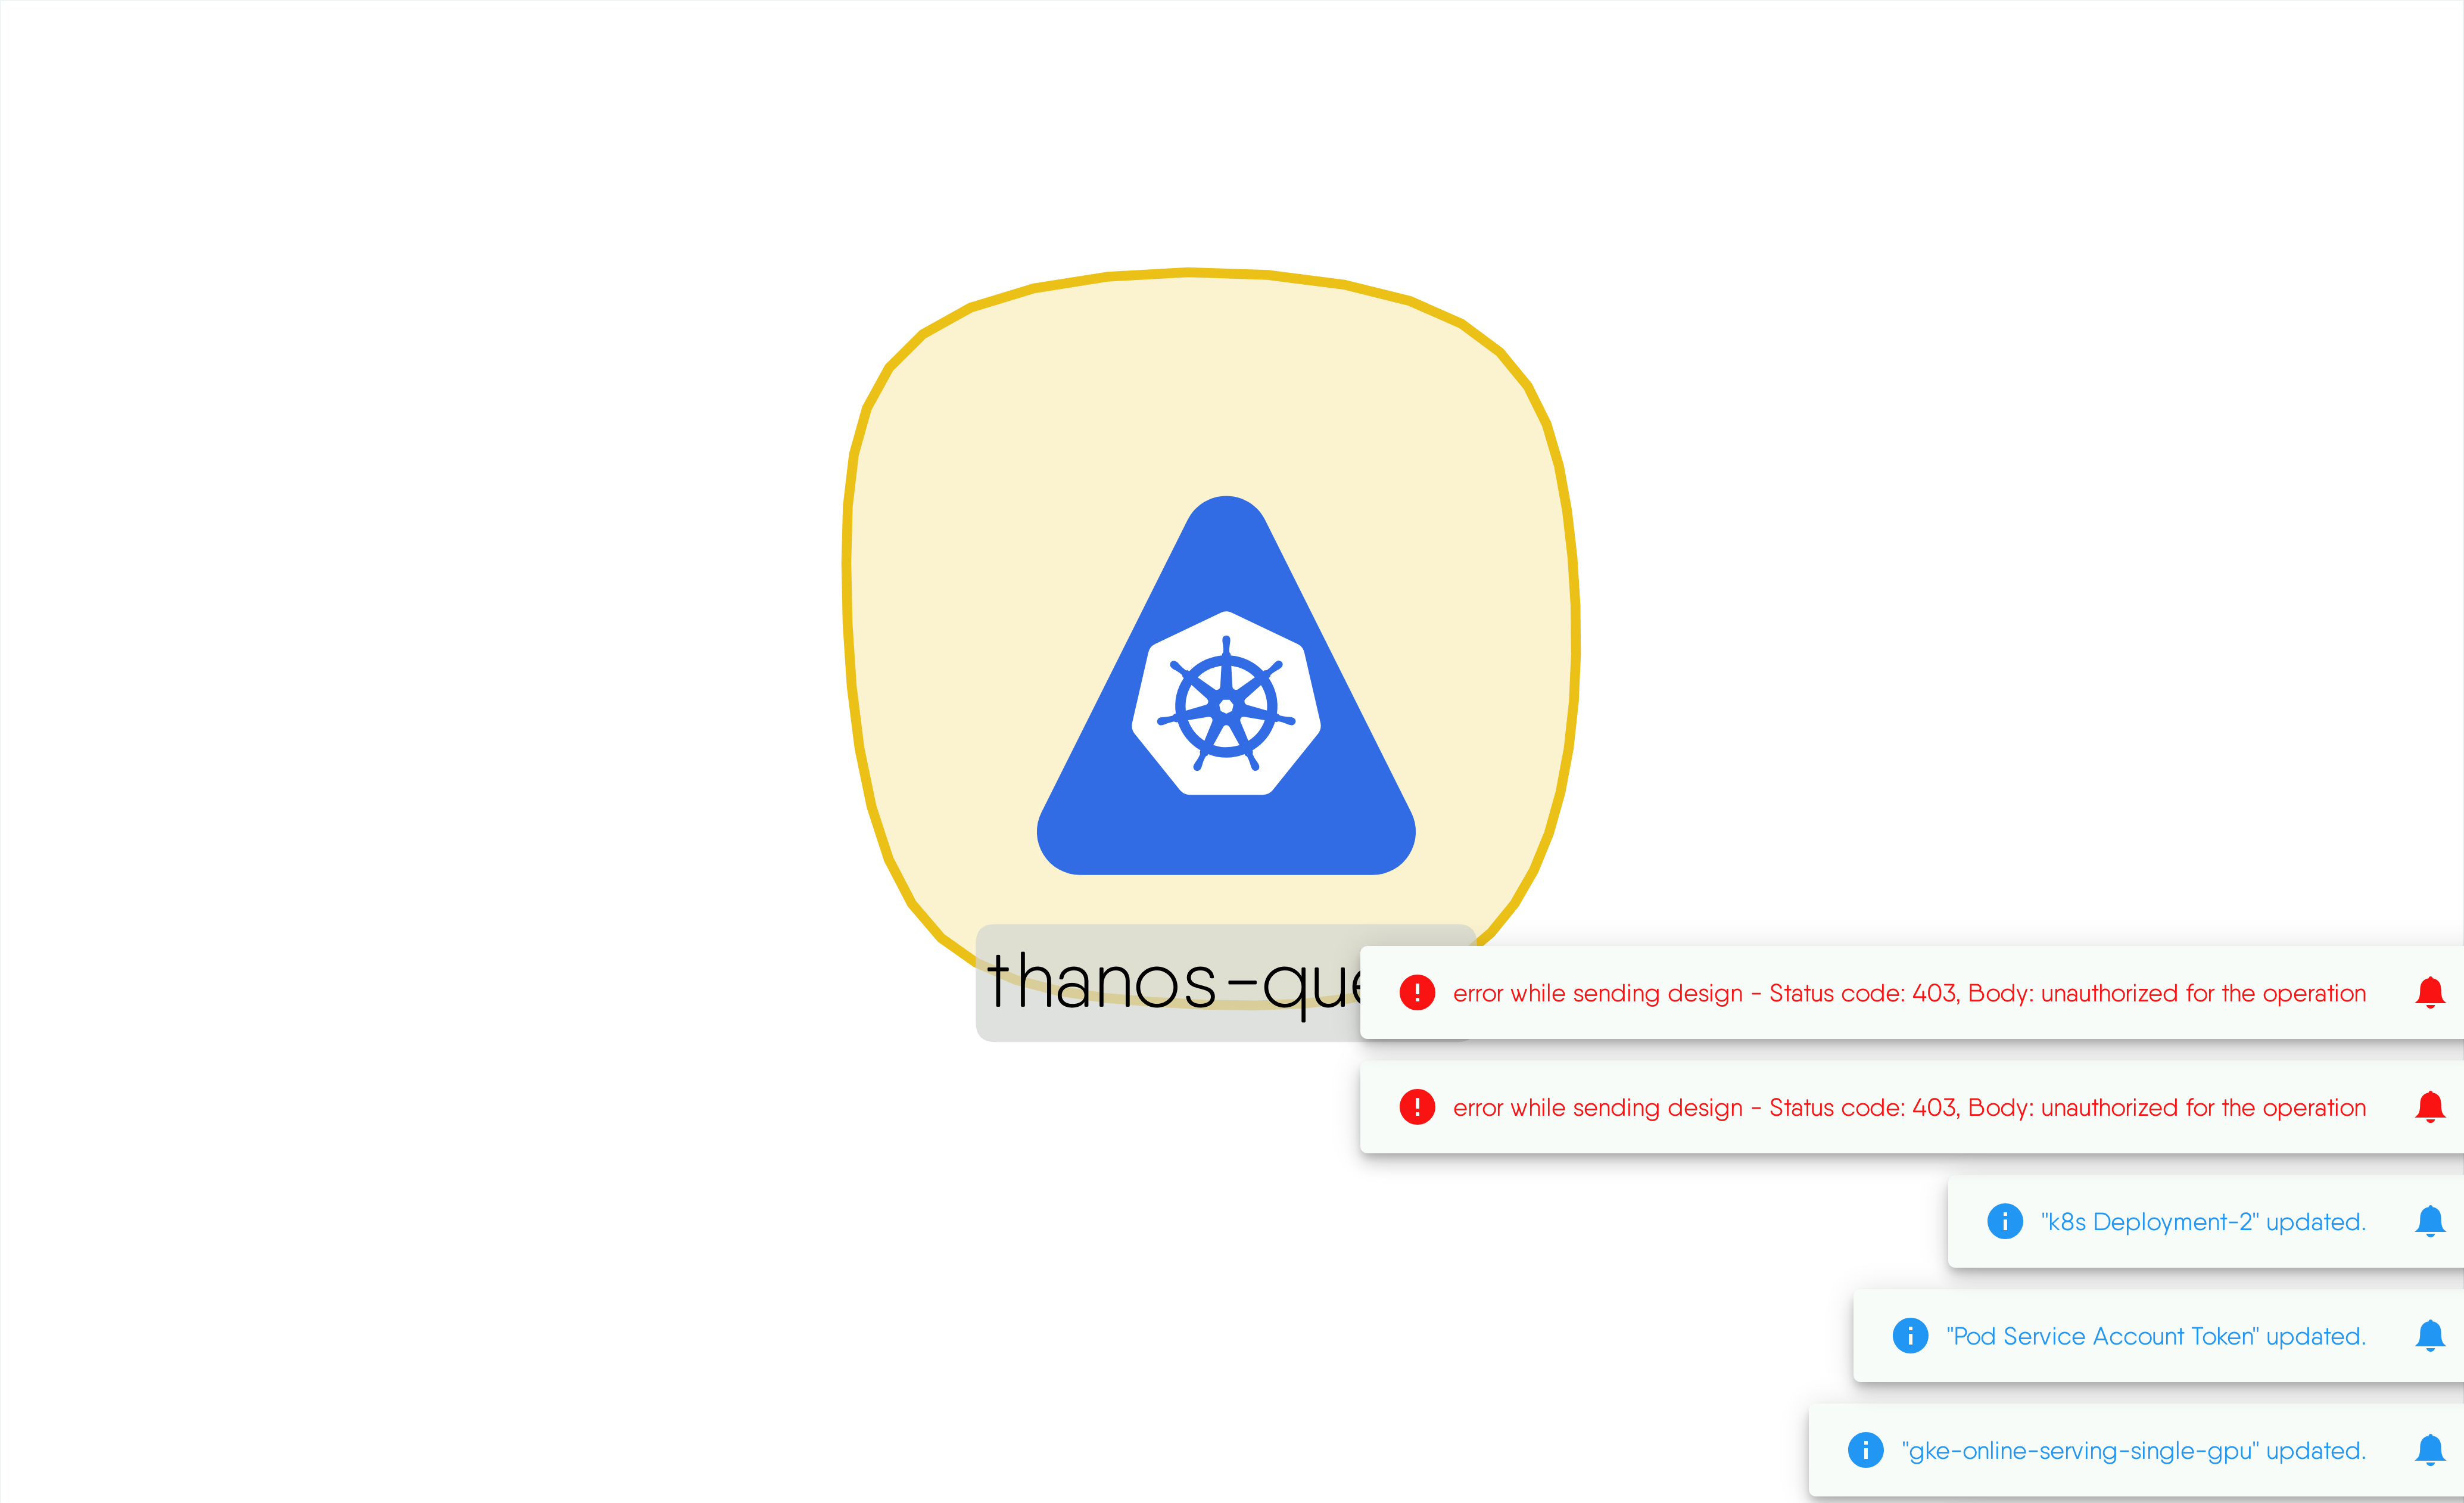 error while sending design - Status code: 403, Body: unauthorized for the operation
error while sending design - Status code: 403, Body: unauthorized for the operation
"k8s Deployment-2" updated.
"Pod Service Account Token" updated.
"gke-online-serving-single-gpu" updated.